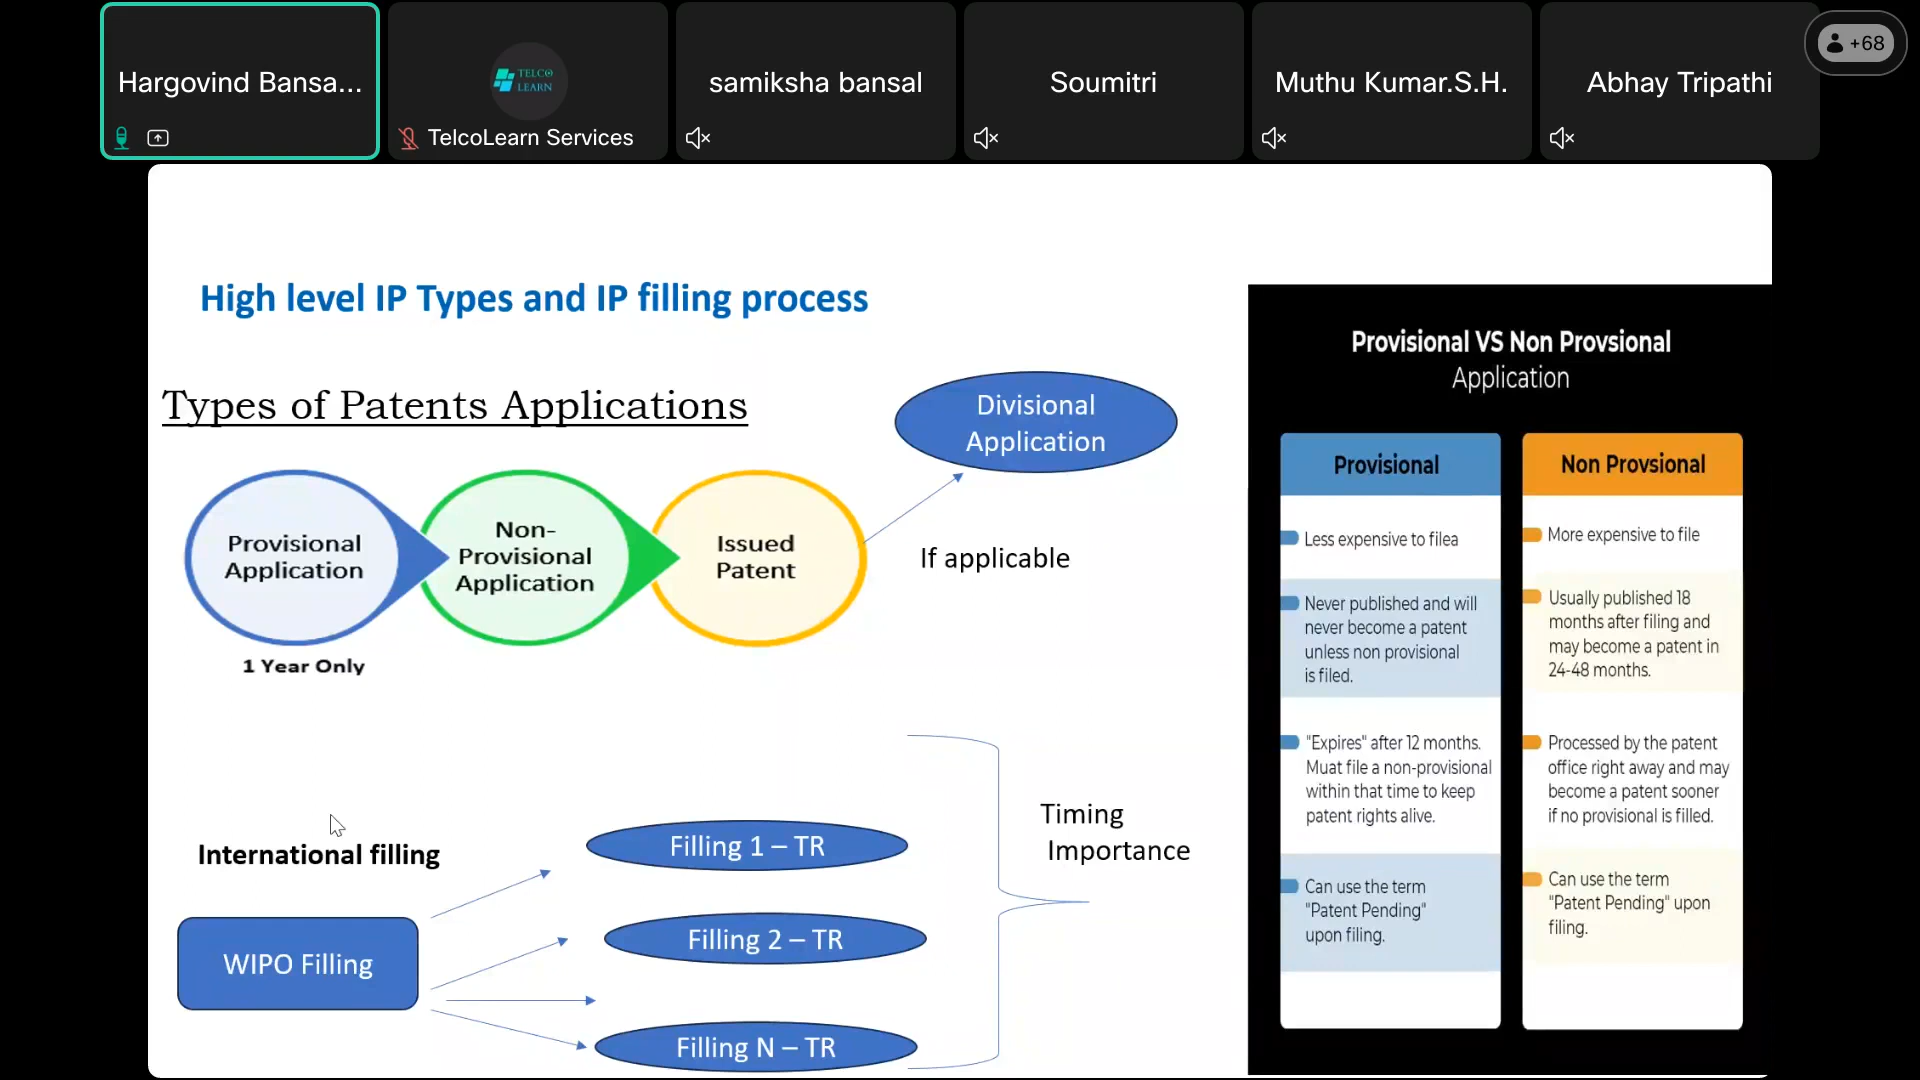 Hargovind Bansa...
TELCO
LEARN
TelcoLearn Services
samiksha bansal
Soumitri
Muthu Kumar.S.H.
Abhay Tripathi
+68
High level IP Types and IP filling process
Types of Patents Applications
Provisional
Application
1 Year Only
Non-
Provisional
Application
Issued
Patent
Divisional
Application
If applicable
International filling
WIPO Filling
Filling 1 – TR
Filling 2 – TR
Filling N – TR
Timing
Importance
Provisional VS Non Provsional
Application
Provisional
Less expensive to filea
Never published and will
never become a patent
unless non provisional
is filed.
"Expires" after 12 months.
Muat file a non-provisional
within that time to keep
patent rights alive.
Can use the term
"Patent Pending"
upon filing.
Non Provsional
More expensive to file
Usually published 18
months after filing and
may become a patent in
24-48 months.
Processed by the patent
office right away and may
become a patent sooner
if no provisional is filled.
Can use the term
"Patent Pending" upon
filing.